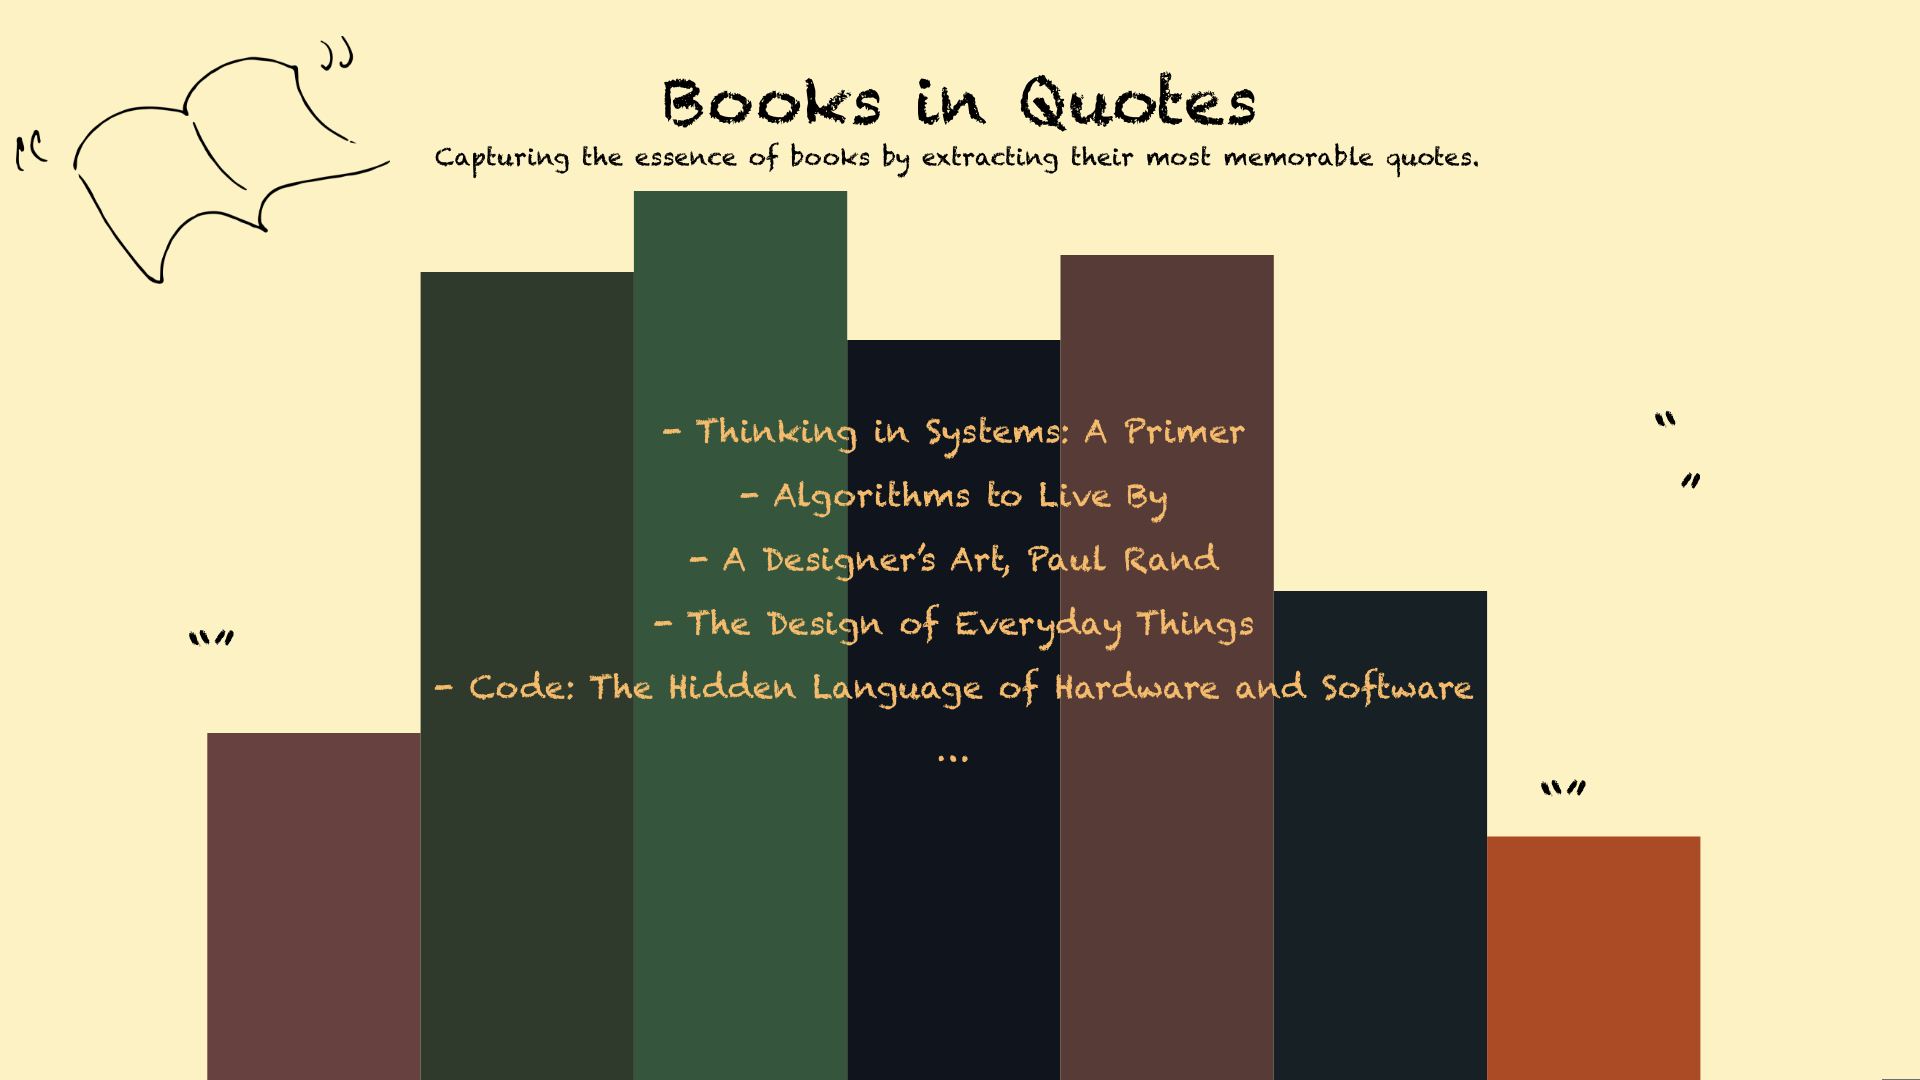 Books in Quotes
Capturing the essence of books by extracting their most memorable quotes.
- Thinking in Systems: A Primer
- Algorithms to Live By
- A Designer's Art, Paul Rand
- The Design of Everyday Things
- Code: The Hidden Language of Hardware and Software
...